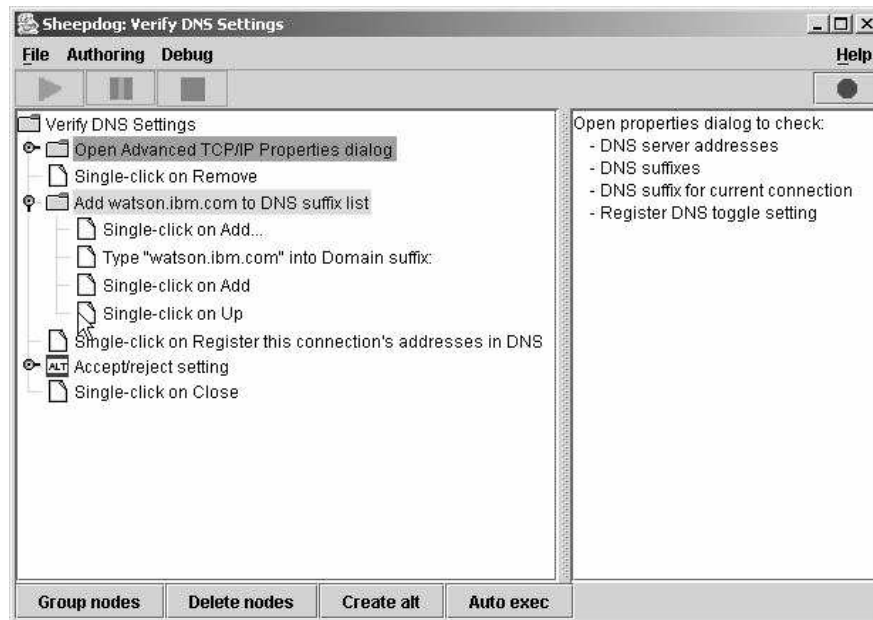 Sheepdog: Verify DNS Settings
File Authoring Debug Help
Verify DNS Settings
Open Advanced TCP/IP Properties dialog
Single-click on Remove
Add watson.ibm.com to DNS suffix list
Single-click on Add...
Type "watson.ibm.com" into Domain suffix:
Single-click on Add
Single-click on Up
Single-click on Register this connection's addresses in DNS
ALT Accept/reject setting
Single-click on Close
Open properties dialog to check:
- DNS server addresses
- DNS suffixes
- DNS suffix for current connection
- Register DNS toggle setting
Group nodes Delete nodes Create alt Auto exec